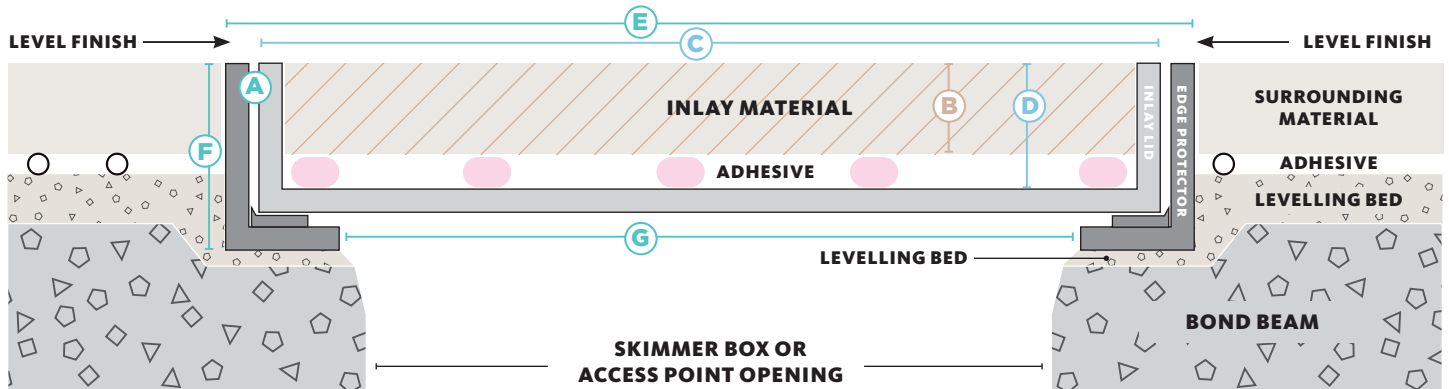 E
LEVEL FINISH
C
LEVEL FINISH
A
INLAY MATERIAL
B
D
INLAY LID
EDGE PROTECTOR
SURROUNDING
MATERIAL
F
ADHESIVE
ADHESIVE
LEVELLING BED
G
LEVELLING BED
BOND BEAM
SKIMMER BOX OR
ACCESS POINT OPENING